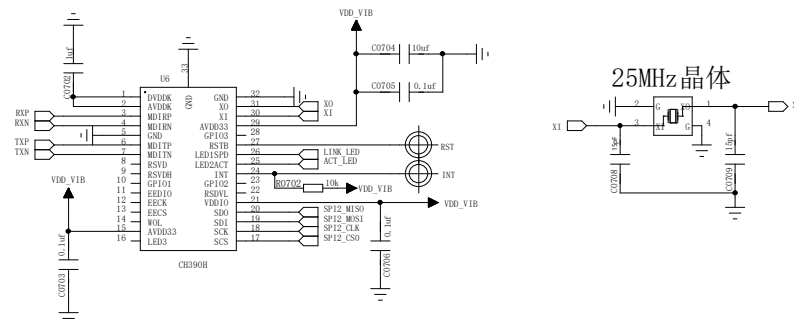 VDD_VIB
C0704
10uf
C0705
0.1uf
1uf
C0702
U6
33
GND
1
DVDDK
GND
32
2
AVDDK
XO
31
XO
RXP
3
MDIRP
XI
30
XI
RXN
4
MDIRN
AVDD33
29
5
GND
GPIO3
28
TXP
6
MDITP
RSTB
27
RST
TXN
7
MDITN
LED1SPD
26
LINK_LED
8
RSVD
LED2ACT
25
ACT_LED
9
RSVDH
INT
24
INT
10
GPIO1
GPIO2
23
R0702
10k
VDD_VIB
11
EEDIO
RSVDL
22
12
EECK
VDDIO
21
VDD_VIB
13
EECS
SDO
20
SPI2_MISO
14
WOL
SDI
19
SPI2_MOSI
15
AVDD33
SCK
18
SPI2_CLK
16
LED3
SCS
17
SPI2_CSO
CH390H
VDD_VIB
0.1uf
C0703
0.1uf
C0706
25MHz晶体
2
G
XO
1
XI
3
XI
G
4
15pf
C0708
15pf
C0709